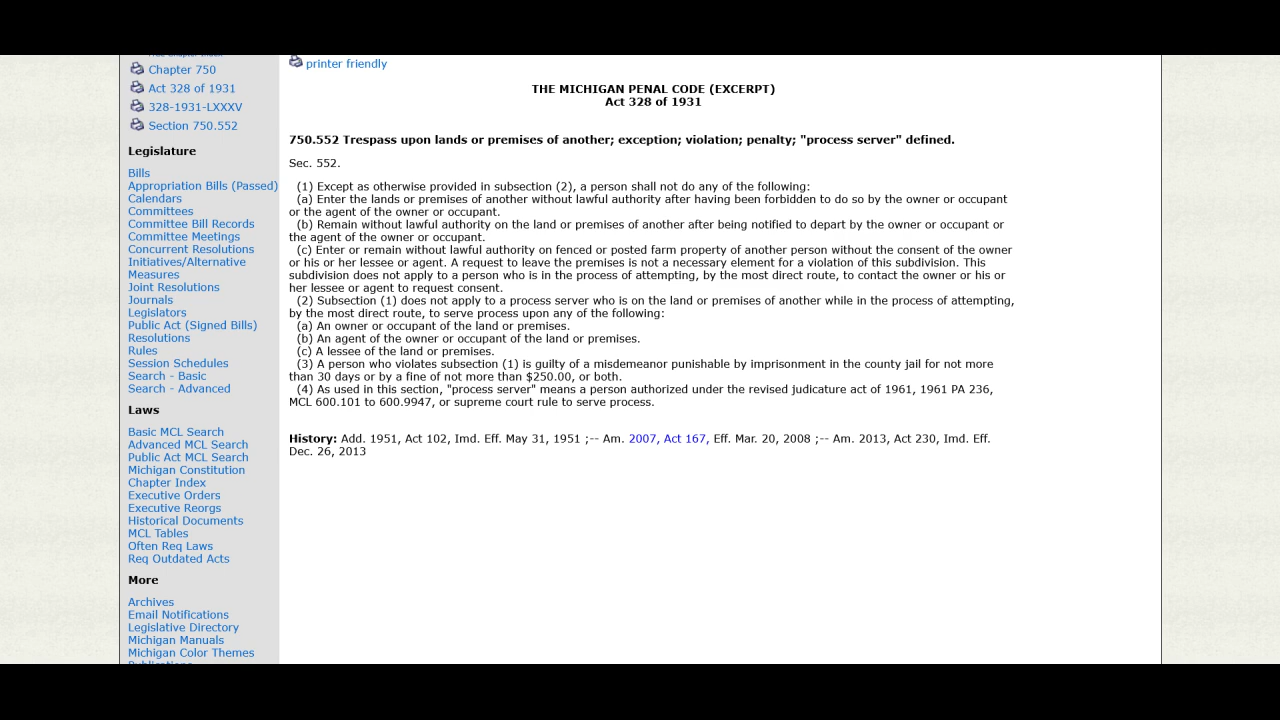 printer friendly
Chapter 750
Act 328 of 1931
328-1931-LXXXV
Section 750.552
Legislature
Bills
Appropriation Bills (Passed)
Calendars
Committees
Committee Bill Records
Committee Meetings
Concurrent Resolutions
Initiatives/Alternative
Measures
Joint Resolutions
Journals
Legislators
Public Act (Signed Bills)
Resolutions
Rules
Session Schedules
Search - Basic
Search - Advanced
Laws
Basic MCL Search
Advanced MCL Search
Public Act MCL Search
Michigan Constitution
Chapter Index
Executive Orders
Executive Reorgs
Historical Documents
MCL Tables
Often Req Laws
Req Outdated Acts
More
Archives
Email Notifications
Legislative Directory
Michigan Manuals
Michigan Color Themes
THE MICHIGAN PENAL CODE (EXCERPT)
Act 328 of 1931
750.552 Trespass upon lands or premises of another; exception; violation; penalty; "process server" defined.
Sec. 552.
(1) Except as otherwise provided in subsection (2), a person shall not do any of the following:
(a) Enter the lands or premises of another without lawful authority after having been forbidden to do so by the owner or occupant
or the agent of the owner or occupant.
(b) Remain without lawful authority on the land or premises of another after being notified to depart by the owner or occupant or
the agent of the owner or occupant.
(c) Enter or remain without lawful authority on fenced or posted farm property of another person without the consent of the owner
or his or her lessee or agent. A request to leave the premises is not a necessary element for a violation of this subdivision. This
subdivision does not apply to a person who is in the process of attempting, by the most direct route, to contact the owner or his or
her lessee or agent to request consent.
(2) Subsection (1) does not apply to a process server who is on the land or premises of another while in the process of attempting,
by the most direct route, to serve process upon any of the following:
(a) An owner or occupant of the land or premises.
(b) An agent of the owner or occupant of the land or premises.
(c) A lessee of the land or premises.
(3) A person who violates subsection (1) is guilty of a misdemeanor punishable by imprisonment in the county jail for not more
than 30 days or by a fine of not more than $250.00, or both.
(4) As used in this section, "process server" means a person authorized under the revised judicature act of 1961, 1961 PA 236,
MCL 600.101 to 600.9947, or supreme court rule to serve process.
History: Add. 1951, Act 102, Imd. Eff. May 31, 1951 ;-- Am. 2007, Act 167, Eff. Mar. 20, 2008 ;-- Am. 2013, Act 230, Imd. Eff.
Dec. 26, 2013